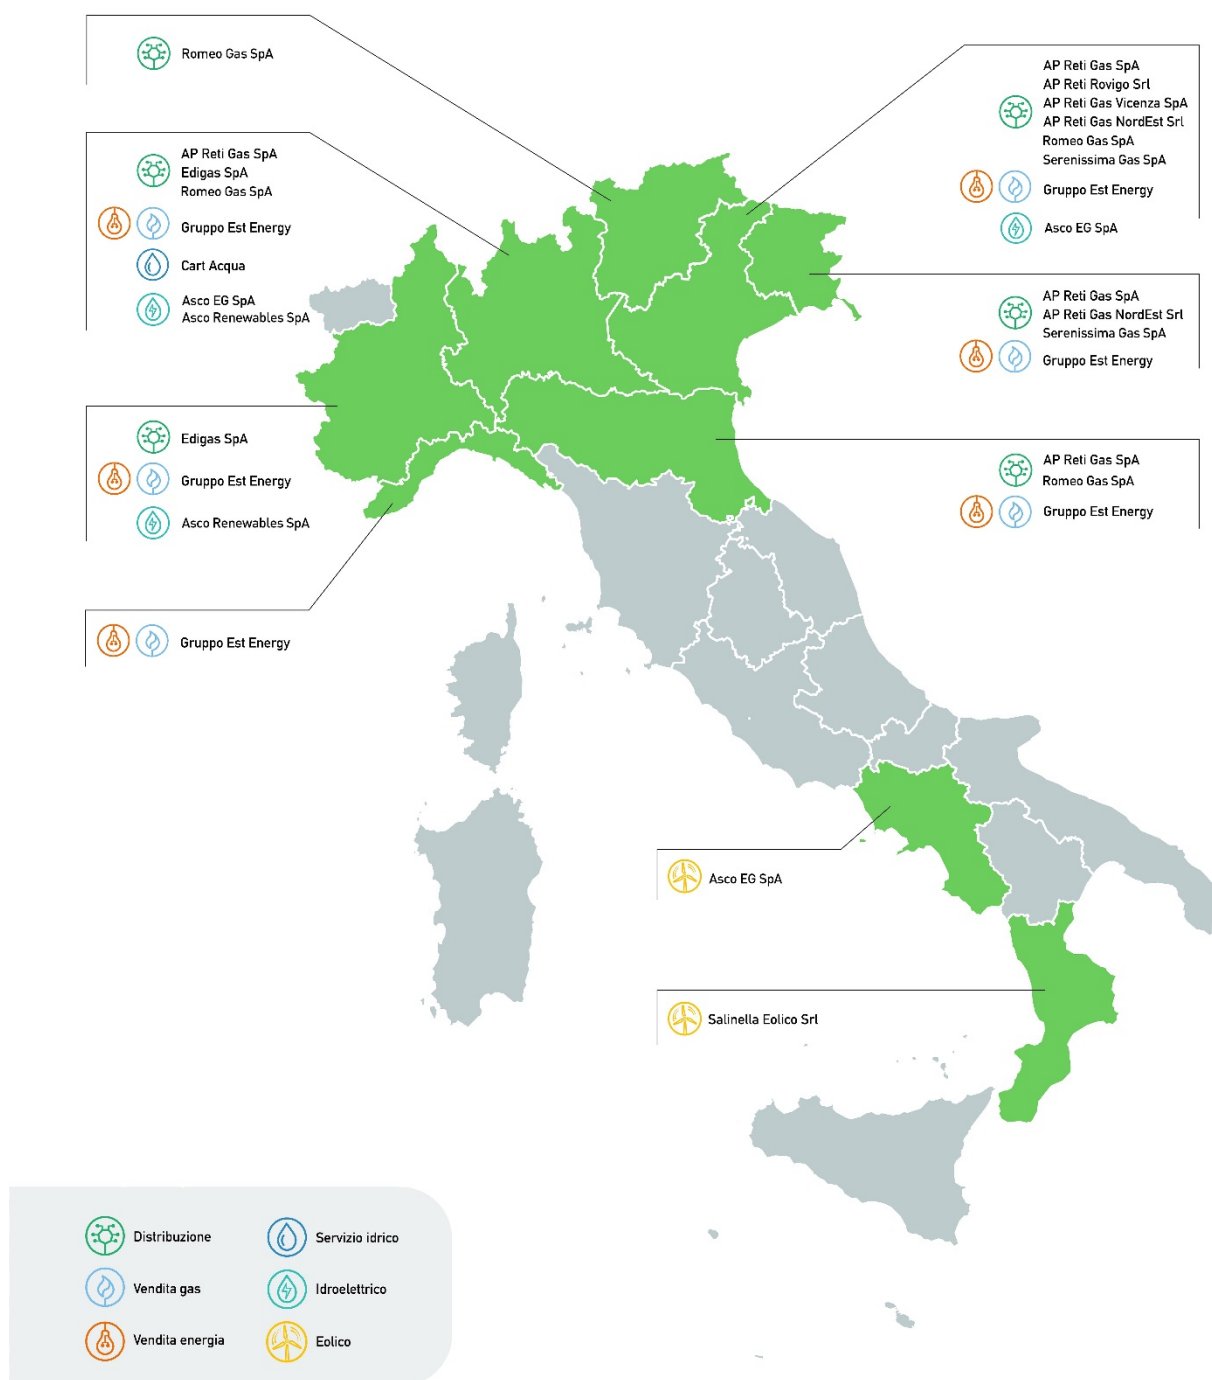 Romeo Gas SpA
AP Reti Gas SpA
Edigas SpA
Romeo Gas SpA
Gruppo Est Energy
Cart Acqua
Asco EG SpA
Asco Renewables SpA
Edigas SpA
Gruppo Est Energy
Asco Renewables SpA
Gruppo Est Energy
AP Reti Gas SpA
AP Reti Rovigo Srl
AP Reti Gas Vicenza SpA
AP Reti Gas NordEst Srl
Romeo Gas SpA
Serenissima Gas SpA
Gruppo Est Energy
Asco EG SpA
AP Reti Gas SpA
AP Reti Gas NordEst Srl
Serenissima Gas SpA
Gruppo Est Energy
AP Reti Gas SpA
Romeo Gas SpA
Gruppo Est Energy
Asco EG SpA
Salinella Eolico Srl
Distribuzione
Vendita gas
Vendita energia
Servizio idrico
Idroelettrico
Eolico